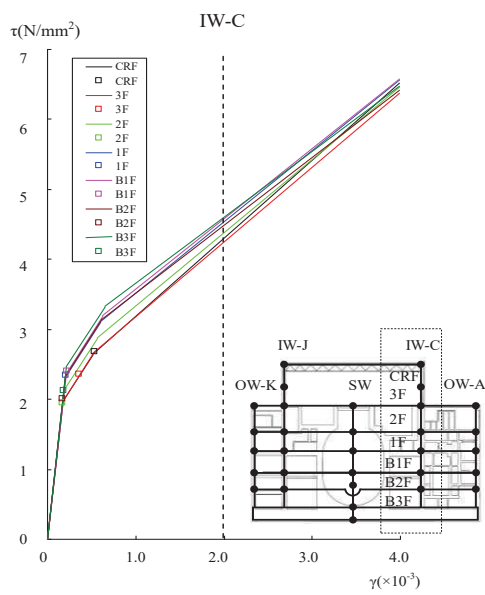 IW-C
τ(N/mm²)
7
6
5
4
3
2
1
0
CRF
CRF
3F
3F
2F
2F
1F
1F
B1F
B1F
B2F
B2F
B3F
B3F
IW-J
IW-C
OW-K
SW
CRF
OW-A
3F
2F
1F
B1F
B2F
B3F
0.0 1.0 2.0 3.0 4.0
γ(×10⁻³)